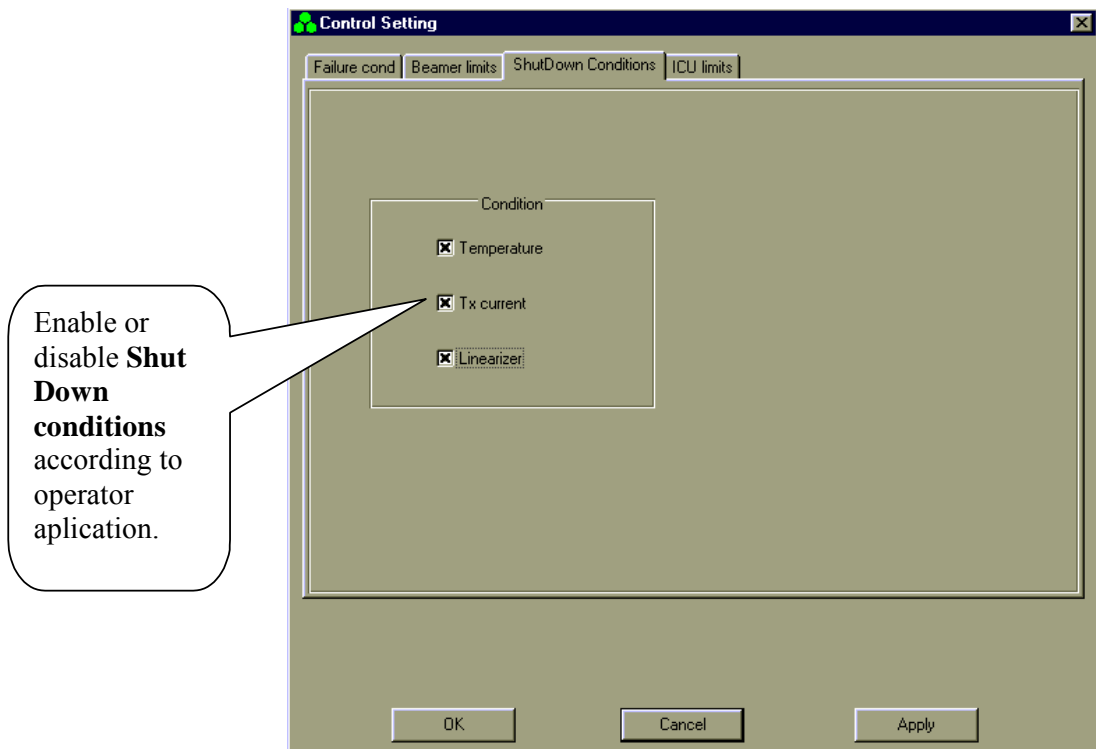 Control Setting
Failure cond
Beamer limits
ShutDown Conditions
ICU limits
Condition
Temperature
Tx current
Linearizer
Enable or
disable Shut
Down
conditions
according to
operator
aplication.
OK
Cancel
Apply